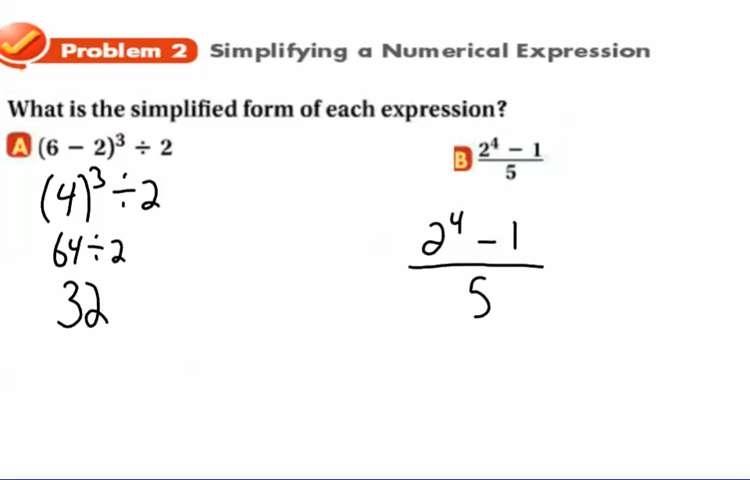 Problem 2 Simplifying a Numerical Expression
What is the simplified form of each expression?
A (6 − 2)³ ÷ 2
(4)³ ÷ 2
64 ÷ 2
32
B 2⁴ − 1
5
2⁴ − 1
5